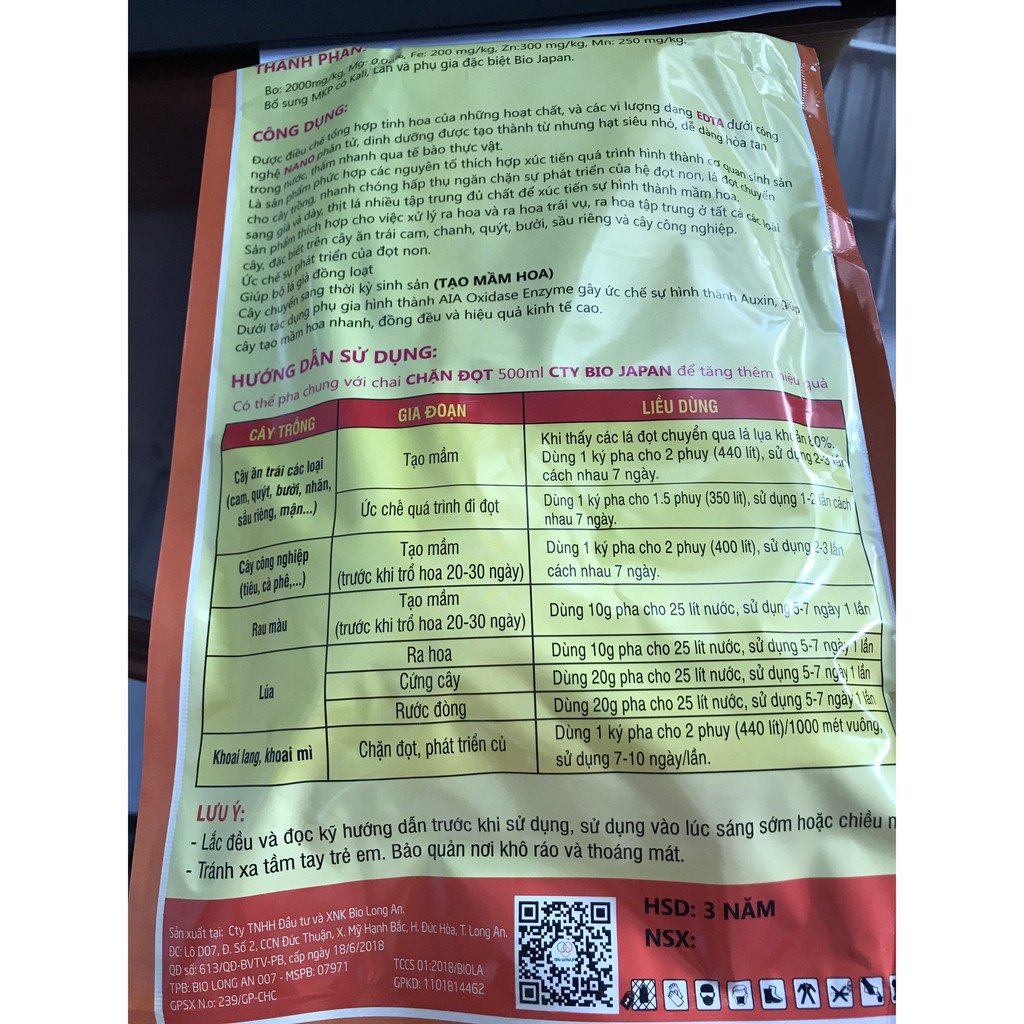 THÀNH PHẦN:
Bo: 2000mg/kg, Mg: 0.0 %, Fe: 200 mg/kg, Zn:300 mg/kg, Mn: 250 mg/kg,
Bổ sung MKP có Kali, Lân và phụ gia đặc biệt Bio Japan.
CÔNG DỤNG:
Được điều chế tổng hợp tinh hoa của những hoạt chất, và các vi lượng dạng EDTA dưới công
nghệ NANO phân tử, dinh dưỡng được tạo thành từ nhưng hạt siêu nhỏ, dễ dàng hòa tan
trong nước, thấm nhanh qua tế bào thực vật.
Là sản phẩm phức hợp các nguyên tố thích hợp xúc tiến quá trình hình thành cơ quan sinh sản
cho cây trồng, nhanh chóng hấp thụ ngăn chặn sự phát triển của hệ đọt non, lá đọt chuyển
sang già và dày, thịt lá nhiều tập trung đủ chất để xúc tiến sự hình thành mầm hoa.
Sản phẩm thích hợp cho việc xử lý ra hoa và ra hoa trái vụ, ra hoa tập trung ở tất cả các loài
cây, đặc biệt trên cây ăn trái cam, chanh, quýt, bưởi, sầu riêng và cây công nghiệp.
Ức chế sự phát triển của đọt non.
Giúp bộ lá già đồng loạt
Cây chuyển sang thời kỳ sinh sản (TẠO MẦM HOA)
Dưới tác dụng phụ gia hình thành AIA Oxidase Enzyme gây ức chế sự hình thành Auxin, giúp
cây tạo mầm hoa nhanh, đồng đều và hiệu quả kinh tế cao.
HƯỚNG DẪN SỬ DỤNG:
Có thể pha chung với chai CHẶN ĐỌT 500ml CTY BIO JAPAN để tăng thêm hiệu quả
CÂY TRỒNG
GIA ĐOẠN
LIỀU DÙNG
Cây ăn trái các loại
(cam, quýt, bưởi, nhãn,
sầu riêng, mận...)
Tạo mầm
Khi thấy các lá đọt chuyển qua lá lụa khoản 80%.
Dùng 1 ký pha cho 2 phuy (440 lít), sử dụng 2-3 lần
cách nhau 7 ngày.
Ức chế quá trình đi đọt
Dùng 1 ký pha cho 1.5 phuy (350 lít), sử dụng 1-2 lần cách
nhau 7 ngày.
Cây công nghiệp
(tiêu, cà phê,...)
Tạo mầm
(trước khi trổ hoa 20-30 ngày)
Dùng 1 ký pha cho 2 phuy (400 lít), sử dụng 2-3 lần
cách nhau 7 ngày.
Rau màu
Tạo mầm
(trước khi trổ hoa 20-30 ngày)
Dùng 10g pha cho 25 lít nước, sử dụng 5-7 ngày 1 lần
Lúa
Ra hoa
Dùng 10g pha cho 25 lít nước, sử dụng 5-7 ngày 1 lần
Cứng cây
Dùng 20g pha cho 25 lít nước, sử dụng 5-7 ngày 1 lần
Rước đòng
Dùng 20g pha cho 25 lít nước, sử dụng 5-7 ngày 1 lần
Khoai lang, khoai mì
Chặn đọt, phát triển củ
Dùng 1 ký pha cho 2 phuy (440 lít)/1000 mét vuông,
sử dụng 7-10 ngày/lần.
LƯU Ý:
- Lắc đều và đọc kỹ hướng dẫn trước khi sử dụng, sử dụng vào lúc sáng sớm hoặc chiều
- Tránh xa tầm tay trẻ em. Bảo quản nơi khô ráo và thoáng mát.
Sản xuất tại: Cty TNHH Đầu tư và XNK Bio Long An.
ĐC: Lô D07, Đ. Số 2, CCN Đức Thuận, X. Mỹ Hạnh Bắc, H. Đức Hòa, T. Long An.
QĐ số: 613/QĐ-BVTV-PB, cấp ngày 18/6/2018
TPB: BIO LONG AN 007 - MSPB: 07971
GPSX N.o: 239/GP-CHC
TCCS 01:2018/BIOLA
GPKD: 1101814462
HSD: 3 NĂM
NSX: